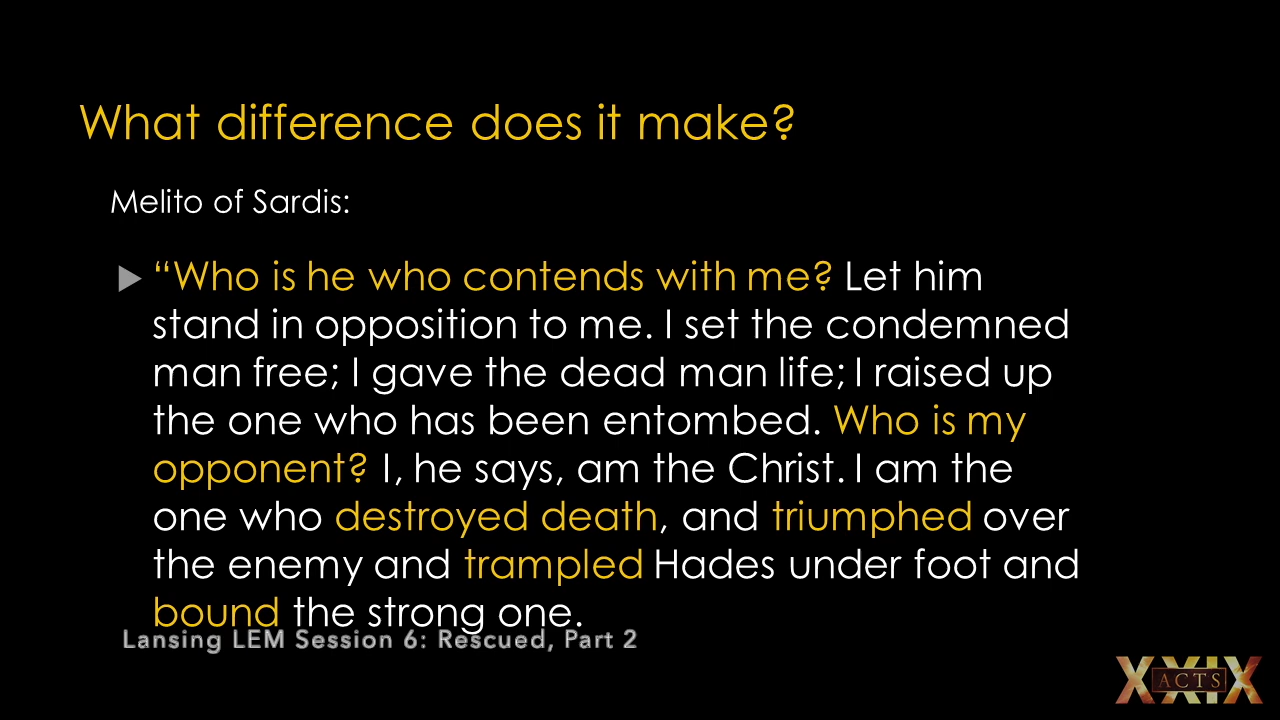 What difference does it make?
Melito of Sardis:
“Who is he who contends with me? Let him
stand in opposition to me. I set the condemned
man free; I gave the dead man life; I raised up
the one who has been entombed. Who is my
opponent? I, he says, am the Christ. I am the
one who destroyed death, and triumphed over
the enemy and trampled Hades under foot and
bound the strong one.
Lansing LEM Session 6: Rescued, Part 2
XXIX
ACTS